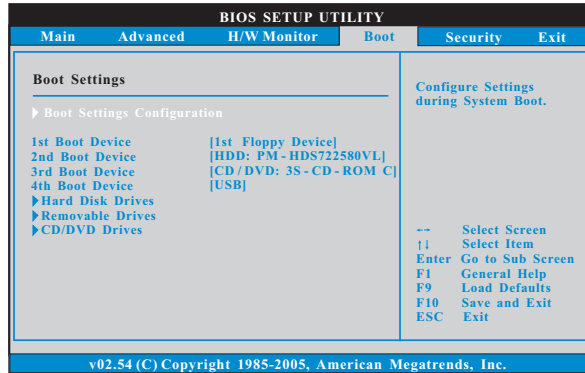 BIOS SETUP UTILITY
Main Advanced H/W Monitor Boot Security Exit
Boot Settings
Boot Settings Configuration
1st Boot Device [1st Floppy Device]
2nd Boot Device [HDD: PM - HDS722580VL]
3rd Boot Device [CD / DVD: 3S - CD - ROM C]
4th Boot Device [USB]
Hard Disk Drives
Removable Drives
CD/DVD Drives
Configure Settings
during System Boot.
←→ Select Screen
↑↓ Select Item
Enter Go to Sub Screen
F1 General Help
F9 Load Defaults
F10 Save and Exit
ESC Exit
v02.54 (C) Copyright 1985-2005, American Megatrends, Inc.